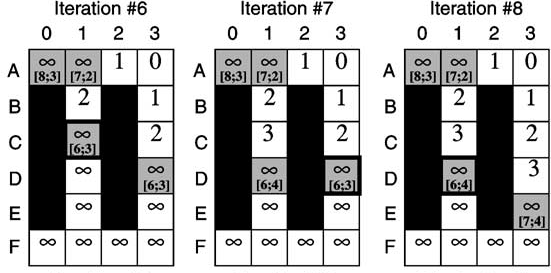 Iteration #6 Iteration #7 Iteration #8
0 1 2 3 0 1 2 3 0 1 2 3
A ∞ ∞ 1 0 A ∞ ∞ 1 0 A ∞ ∞ 1 0
[8;3] [7;2] [8;3] [7;2] [8;3] [7;2]
B 2 1 B 2 1 B 2 1
C ∞ 2 C 3 2 C 3 2
[6;3]
D ∞ ∞ D ∞ ∞ D ∞ 3
[6;3] [6;4] [6;3] [6;4]
E ∞ ∞ E ∞ ∞ E ∞ ∞
[7;4]
F ∞ ∞ ∞ ∞ F ∞ ∞ ∞ ∞ F ∞ ∞ ∞ ∞